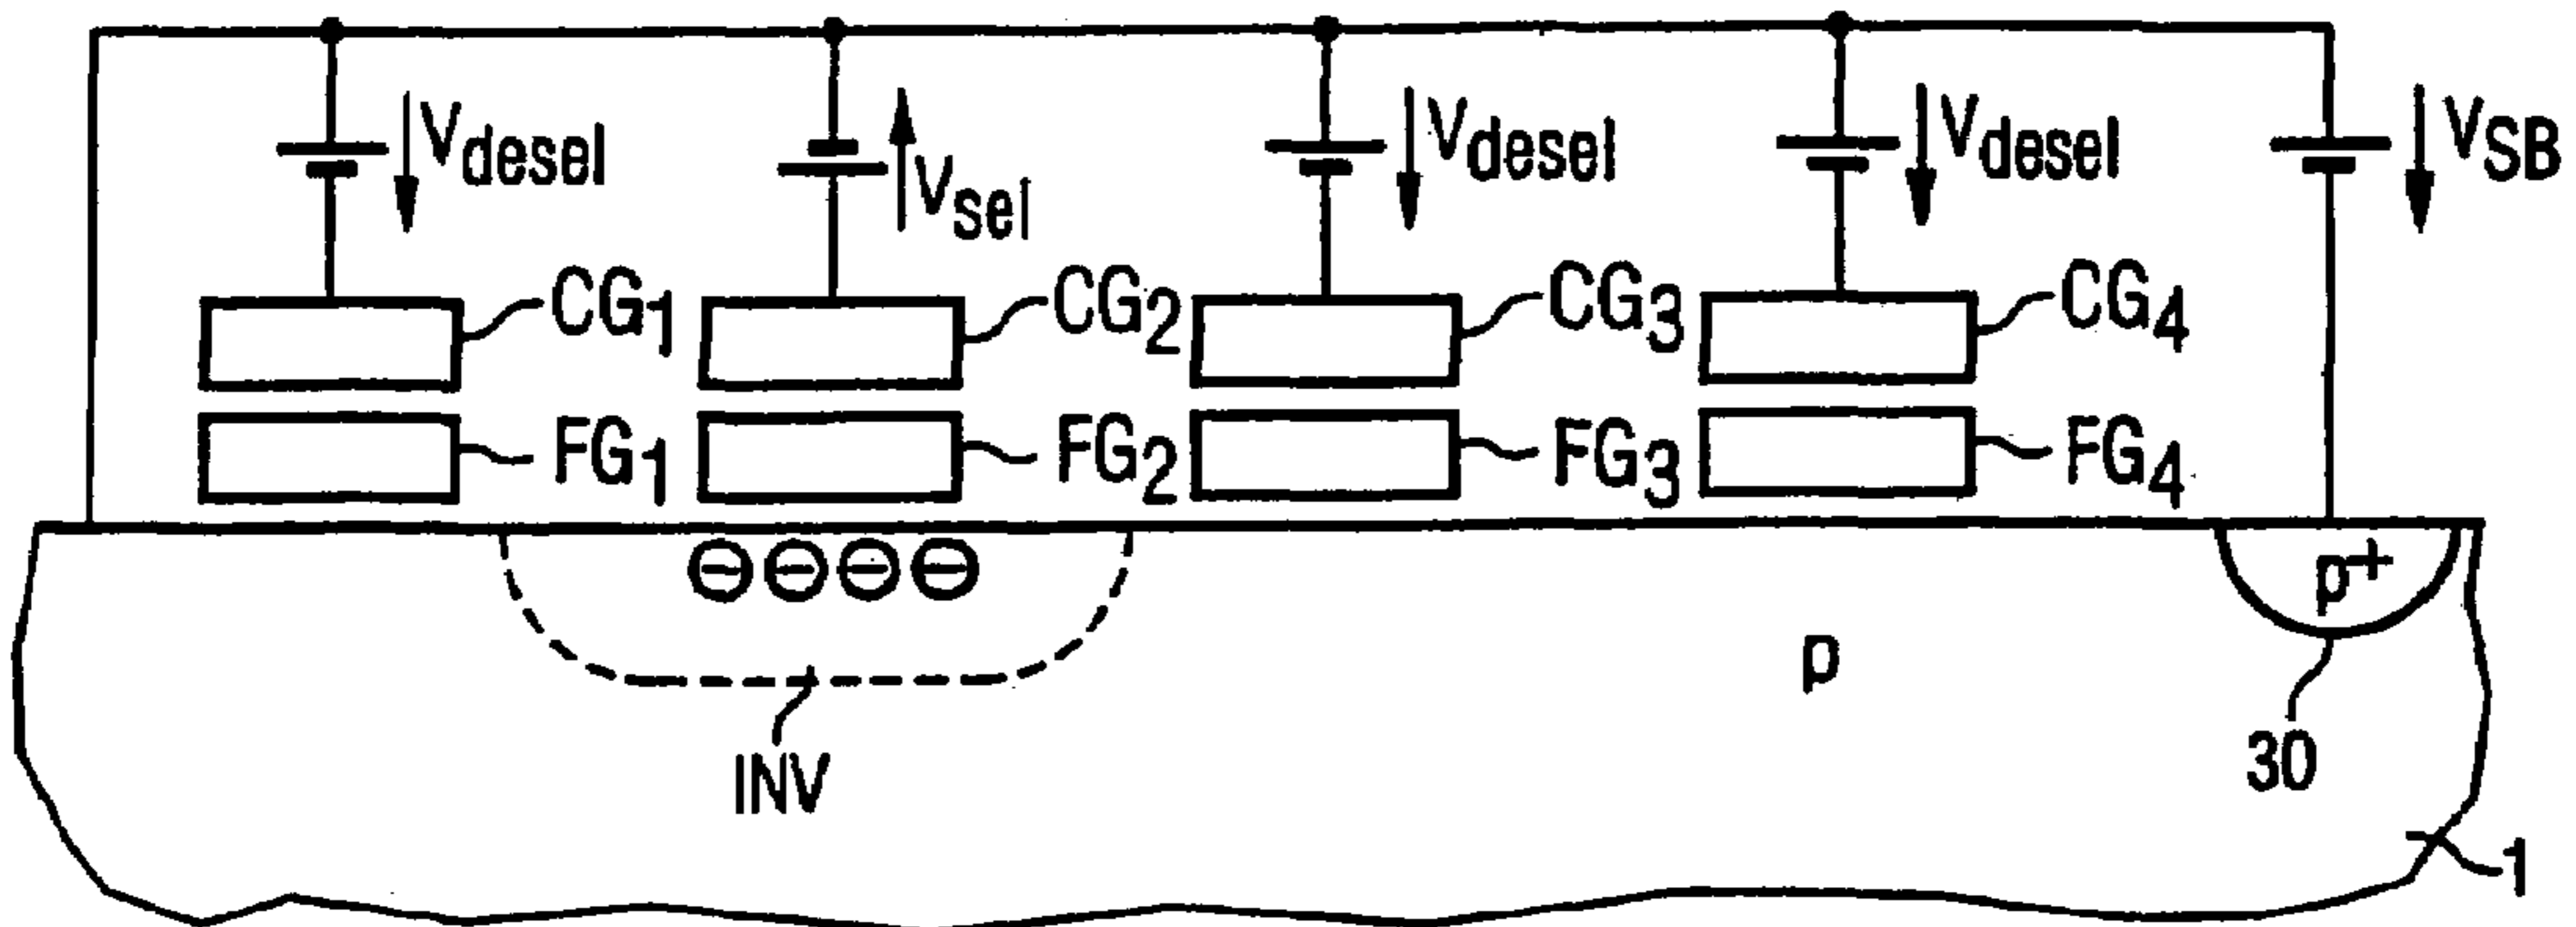 Vdesel
Vsel
Vdesel
Vdesel
VSB
CG1
CG2
CG3
CG4
FG1
FG2
FG3
FG4
p+
p
INV
30
1